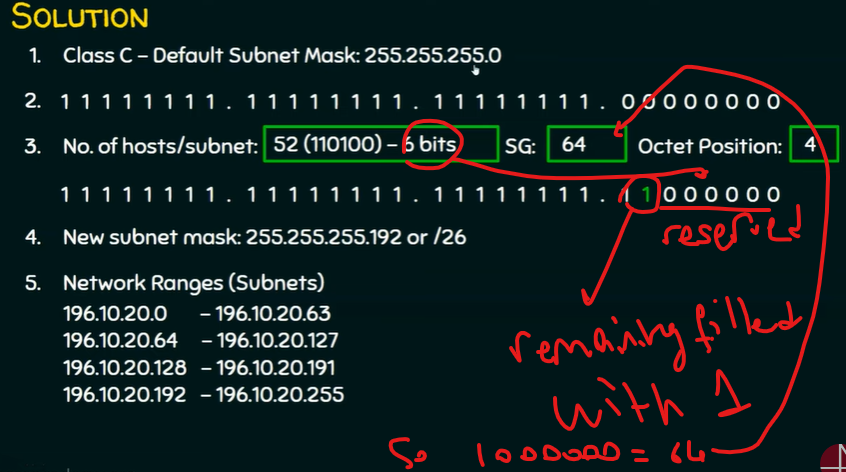 SOLUTION
1. Class C – Default Subnet Mask: 255.255.255.0
2. 1 1 1 1 1 1 1 1 . 1 1 1 1 1 1 1 1 . 1 1 1 1 1 1 1 1 . 0 0 0 0 0 0 0 0
3. No. of hosts/subnet: 52 (110100) – 6 bits SG: 64 Octet Position: 4
1 1 1 1 1 1 1 1 . 1 1 1 1 1 1 1 1 . 1 1 1 1 1 1 1 1 . 1 1 0 0 0 0 0 0
reserved
4. New subnet mask: 255.255.255.192 or /26
5. Network Ranges (Subnets)
196.10.20.0 – 196.10.20.63
196.10.20.64 – 196.10.20.127
196.10.20.128 – 196.10.20.191
196.10.20.192 – 196.10.20.255
remaining filled
with 1
So 1000000 = 64